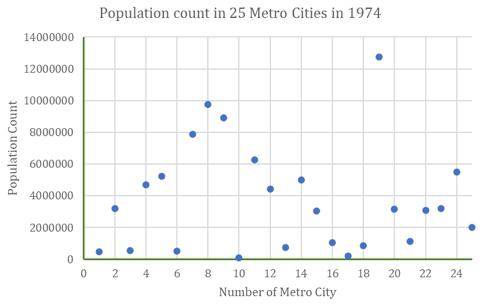 Population count in 25 Metro Cities in 1974
14000000
12000000
10000000
8000000
6000000
4000000
2000000
0
Population Count
0 2 4 6 8 10 12 14 16 18 20 22 24
Number of Metro City